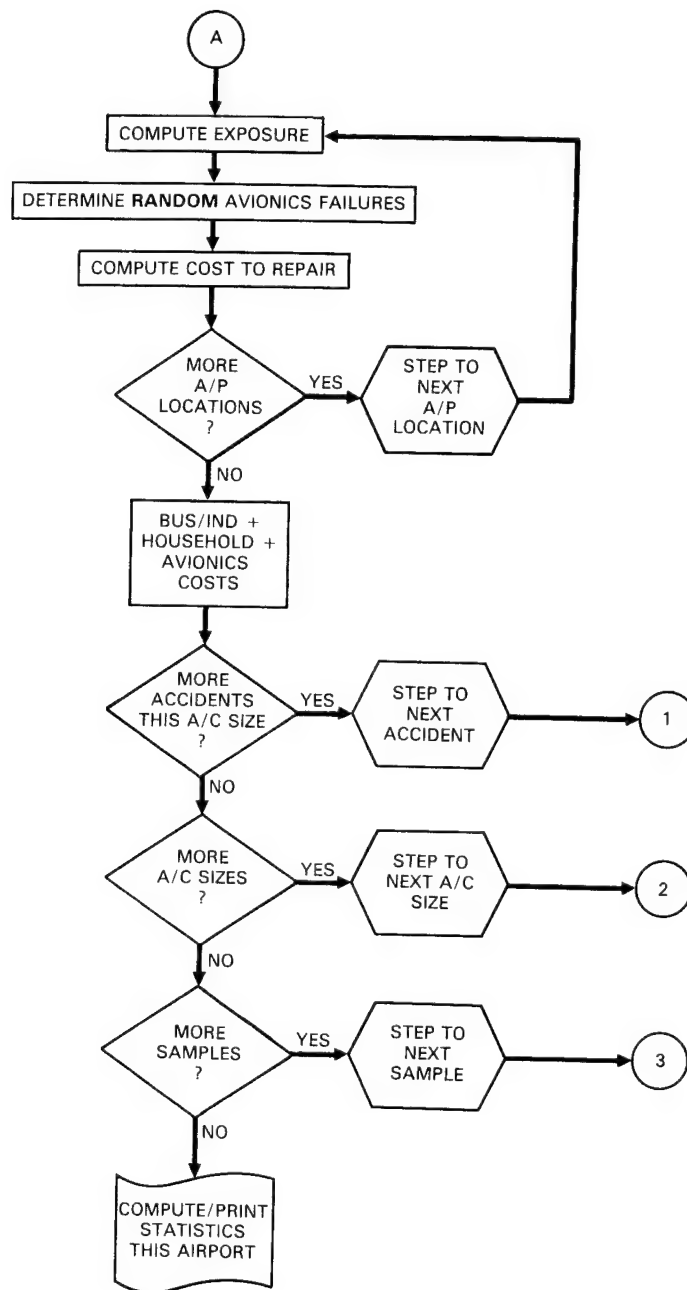 A
COMPUTE EXPOSURE
DETERMINE RANDOM AVIONICS FAILURES
COMPUTE COST TO REPAIR
MORE
A/P
LOCATIONS
?
YES
STEP TO
NEXT
A/P
LOCATION
NO
BUS/IND +
HOUSEHOLD +
AVIONICS
COSTS
MORE
ACCIDENTS
THIS A/C SIZE
?
YES
STEP TO
NEXT
ACCIDENT
1
NO
MORE
A/C SIZES
?
YES
STEP TO
NEXT A/C
SIZE
2
NO
MORE
SAMPLES
?
YES
STEP TO
NEXT
SAMPLE
3
NO
COMPUTE/PRINT
STATISTICS
THIS AIRPORT